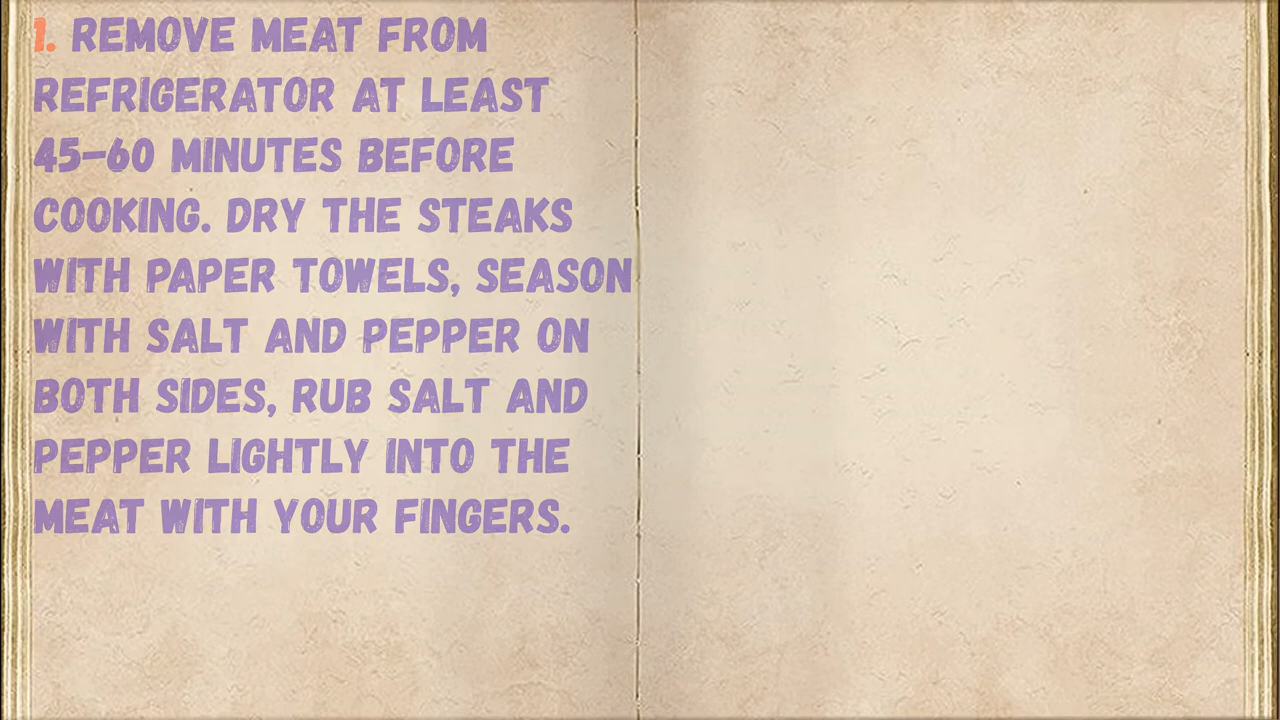 1. REMOVE MEAT FROM
REFRIGERATOR AT LEAST
45-60 MINUTES BEFORE
COOKING. DRY THE STEAKS
WITH PAPER TOWELS, SEASON
WITH SALT AND PEPPER ON
BOTH SIDES, RUB SALT AND
PEPPER LIGHTLY INTO THE
MEAT WITH YOUR FINGERS.